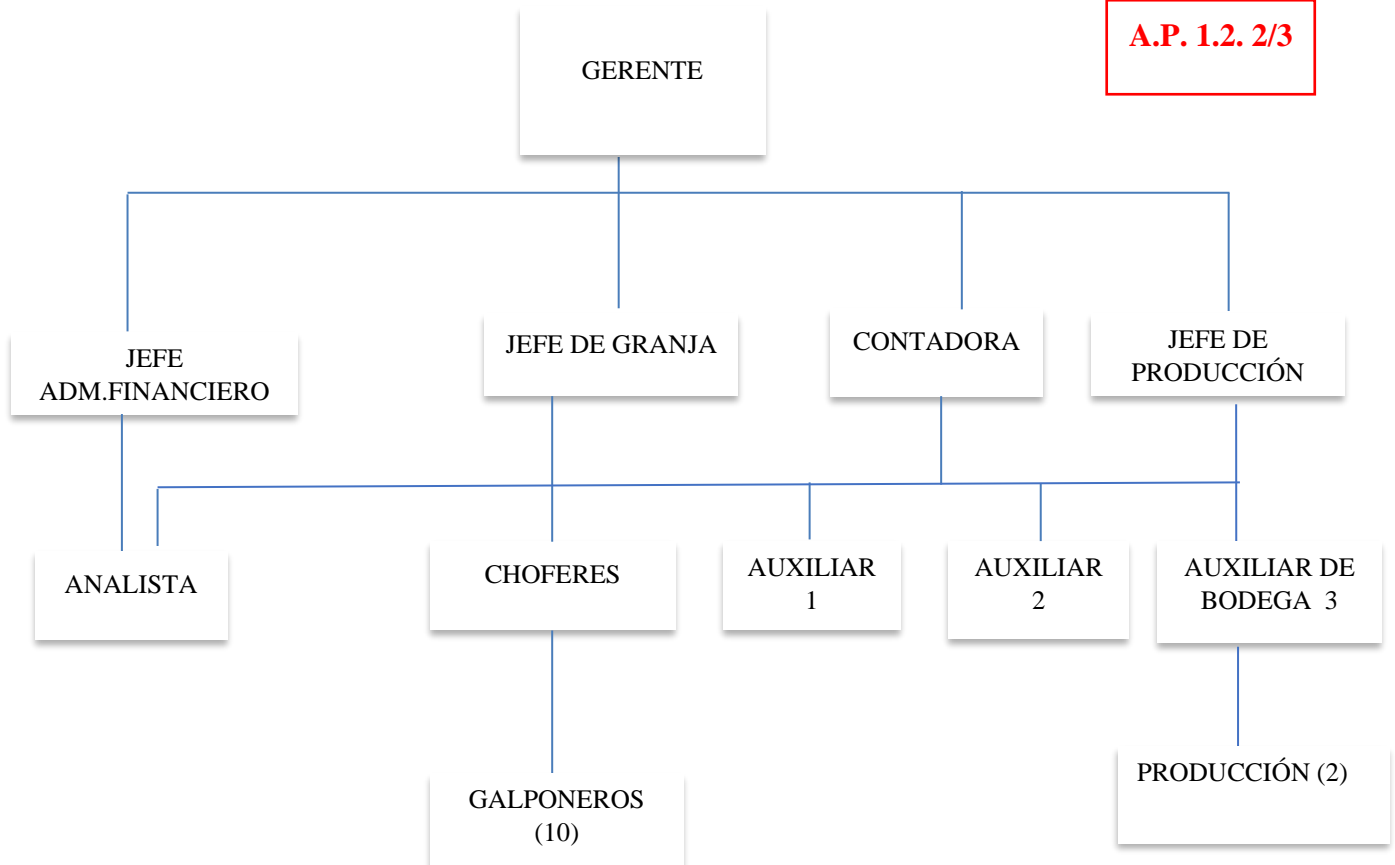 A.P. 1.2. 2/3
GERENTE
JEFE
ADM.FINANCIERO
JEFE DE GRANJA
CONTADORA
JEFE DE
PRODUCCIÓN
ANALISTA
CHOFERES
AUXILIAR
1
AUXILIAR
2
AUXILIAR DE
BODEGA 3
GALPONEROS
(10)
PRODUCCIÓN (2)